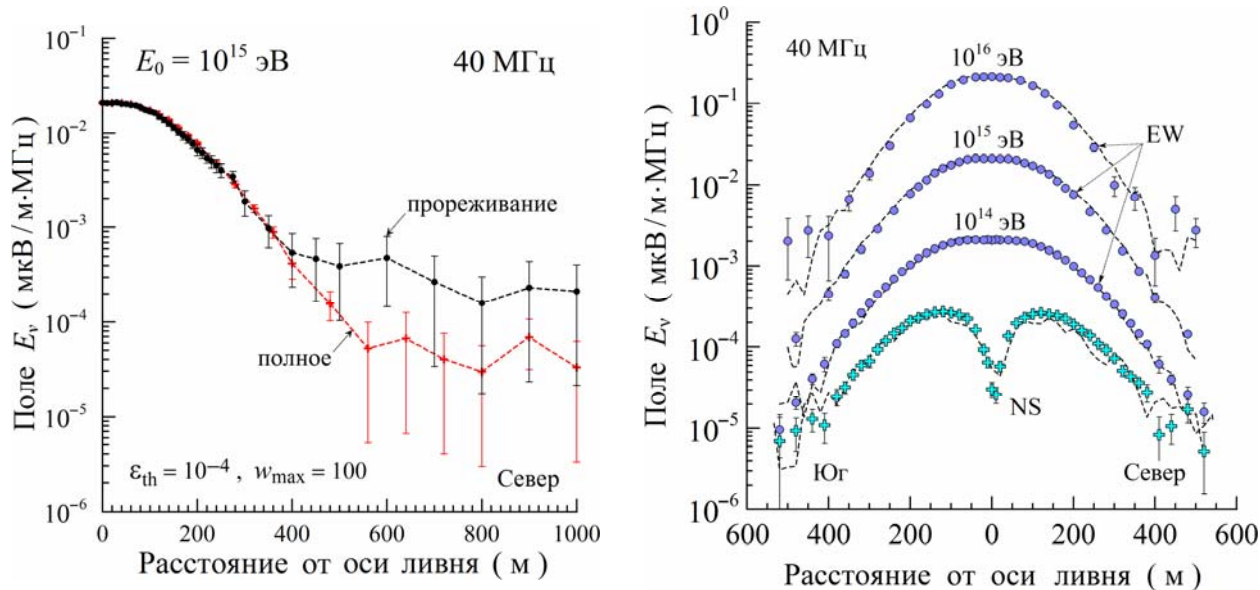 10⁻¹
10⁻²
10⁻³
10⁻⁴
10⁻⁵
10⁻⁶
Поле Eᵥ ( мкВ / м·МГц )
E₀ = 10¹⁵ эВ
40 МГц
прореживание
полное
εth = 10⁻⁴ , wmax = 100
Север
0 200 400 600 800 1000
Расстояние от оси ливня ( м )
10⁰
10⁻¹
10⁻²
10⁻³
10⁻⁴
10⁻⁵
10⁻⁶
Поле Eᵥ ( мкВ / м·МГц )
40 МГц
10¹⁶ эВ
EW
10¹⁵ эВ
10¹⁴ эВ
NS
Юг
Север
600 400 200 0 200 400 600
Расстояние от оси ливня ( м )